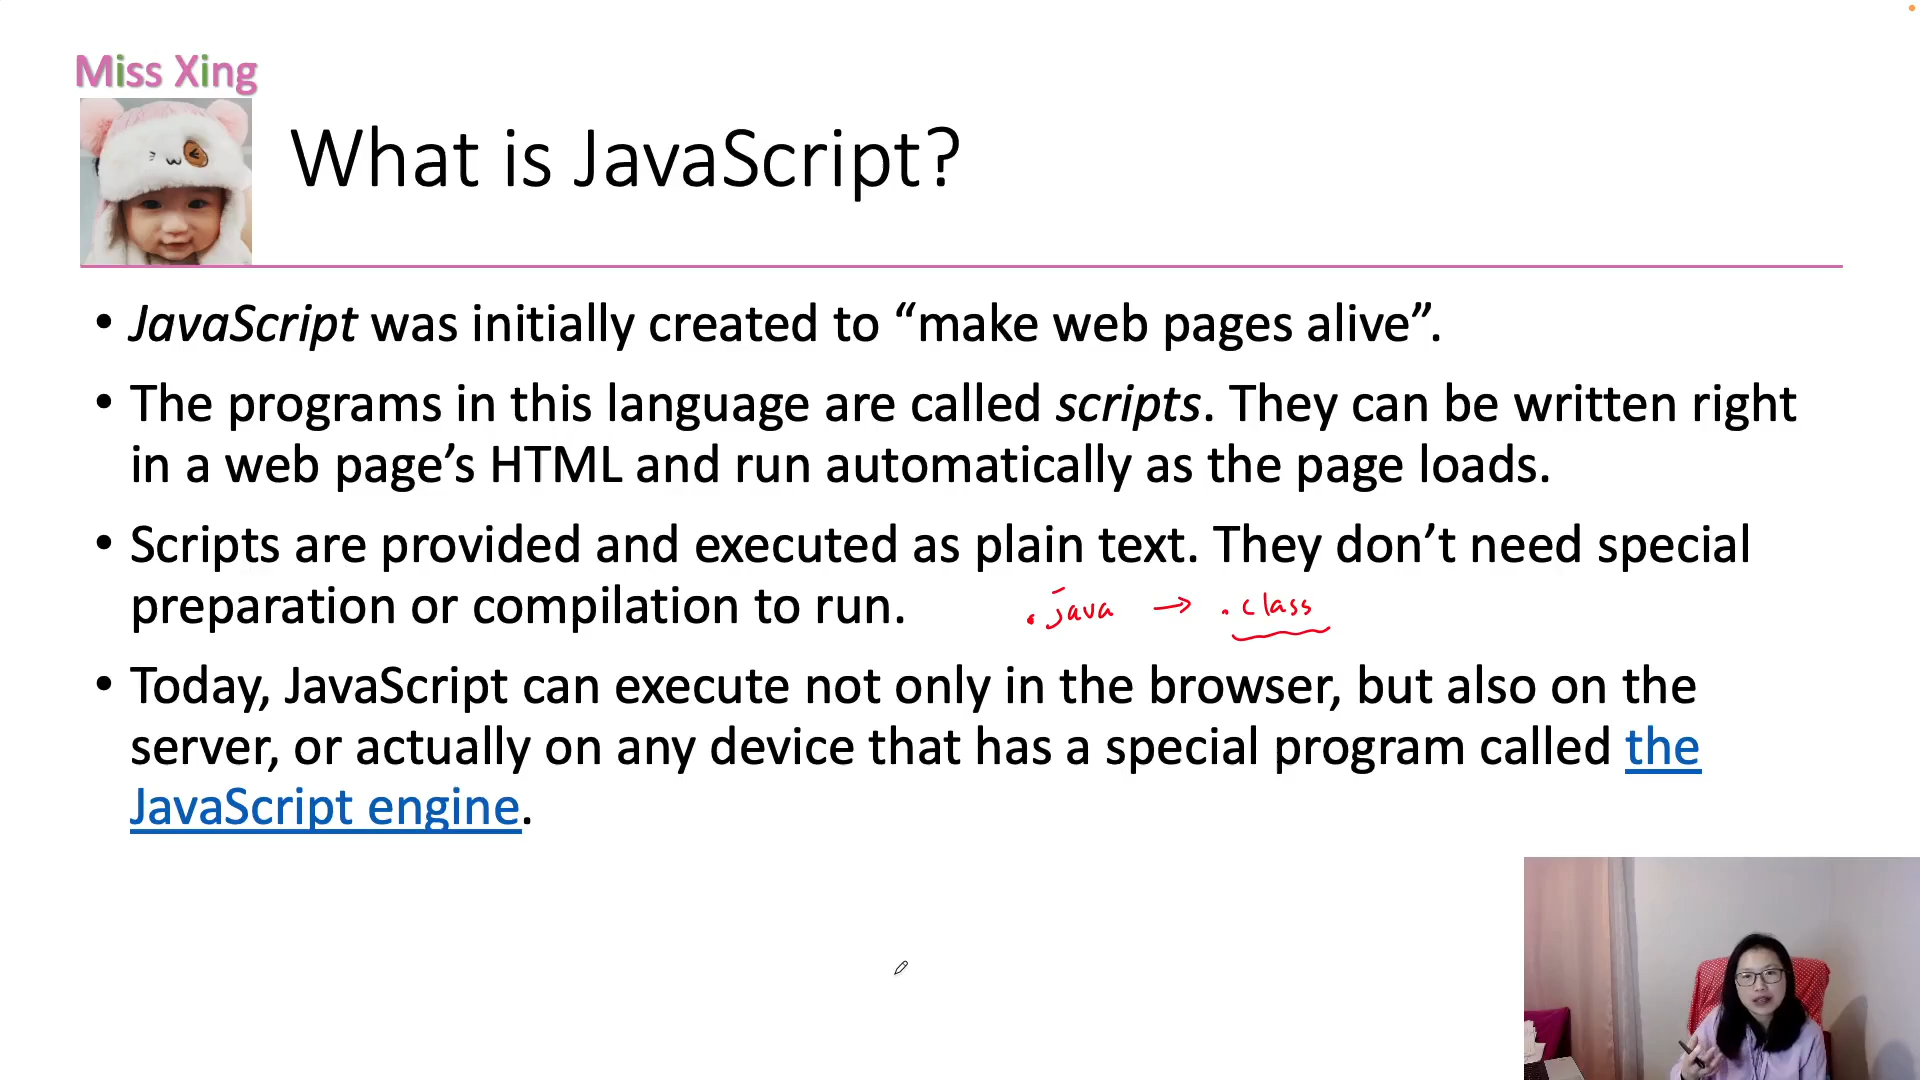 Miss Xing
What is JavaScript?
• JavaScript was initially created to “make web pages alive”.
• The programs in this language are called scripts. They can be written right
in a web page’s HTML and run automatically as the page loads.
• Scripts are provided and executed as plain text. They don’t need special
preparation or compilation to run.
.java → .class
• Today, JavaScript can execute not only in the browser, but also on the
server, or actually on any device that has a special program called the
JavaScript engine.